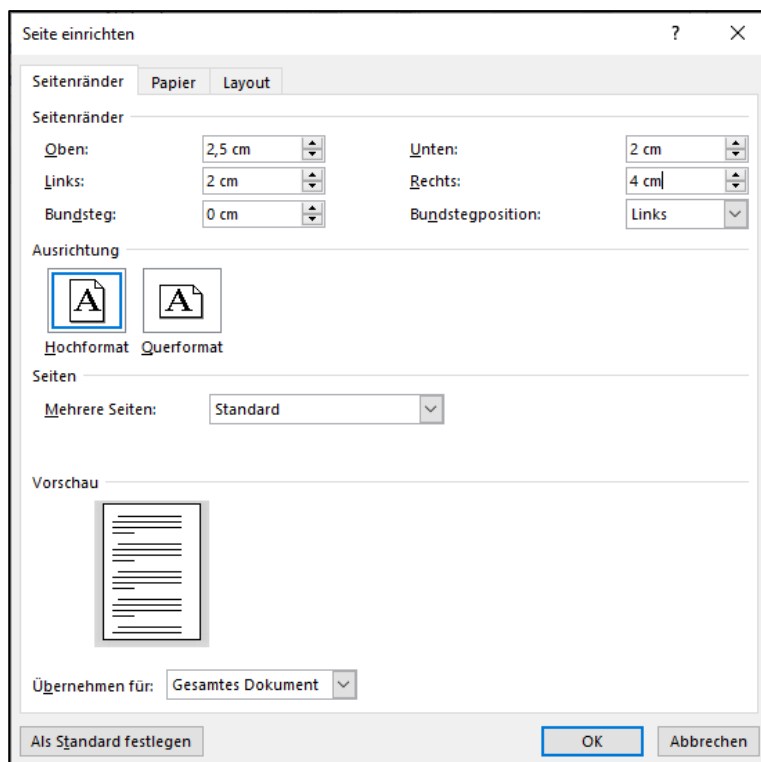 Seite einrichten ?
Seitenränder Papier Layout
Seitenränder
Oben: 2,5 cm Unten: 2 cm
Links: 2 cm Rechts: 4 cm
Bundsteg: 0 cm Bundstegposition: Links
Ausrichtung
A A
Hochformat Querformat
Seiten
Mehrere Seiten: Standard
Vorschau
Übernehmen für: Gesamtes Dokument
Als Standard festlegen OK Abbrechen